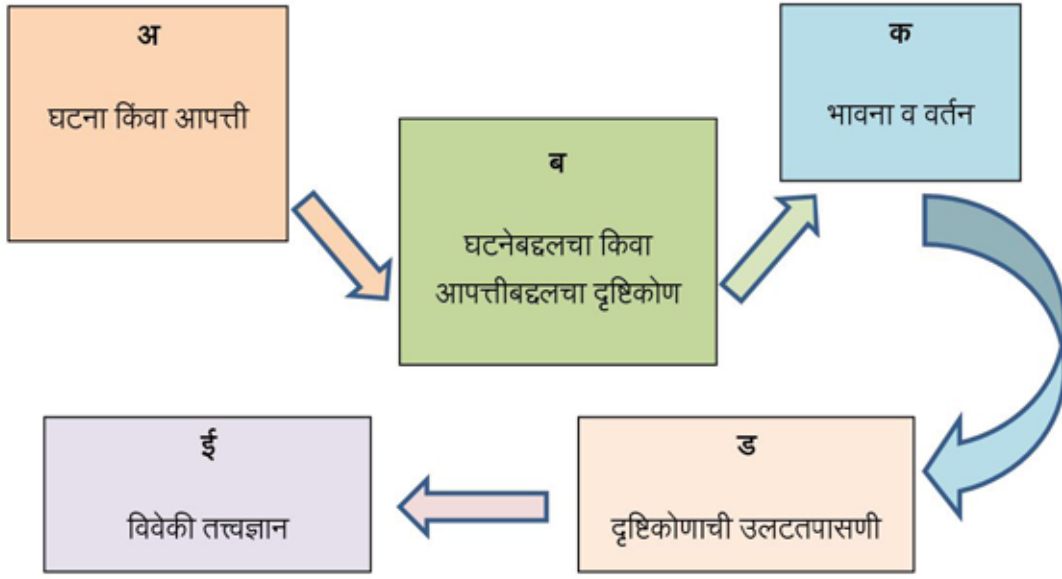 अ
घटना किंवा आपत्ती
ब
घटनेबद्दलचा किवा
आपत्तीबद्दलचा दृष्टिकोण
क
भावना व वर्तन
ड
दृष्टिकोणाची उलटतपासणी
ई
विवेकी तत्त्वज्ञान